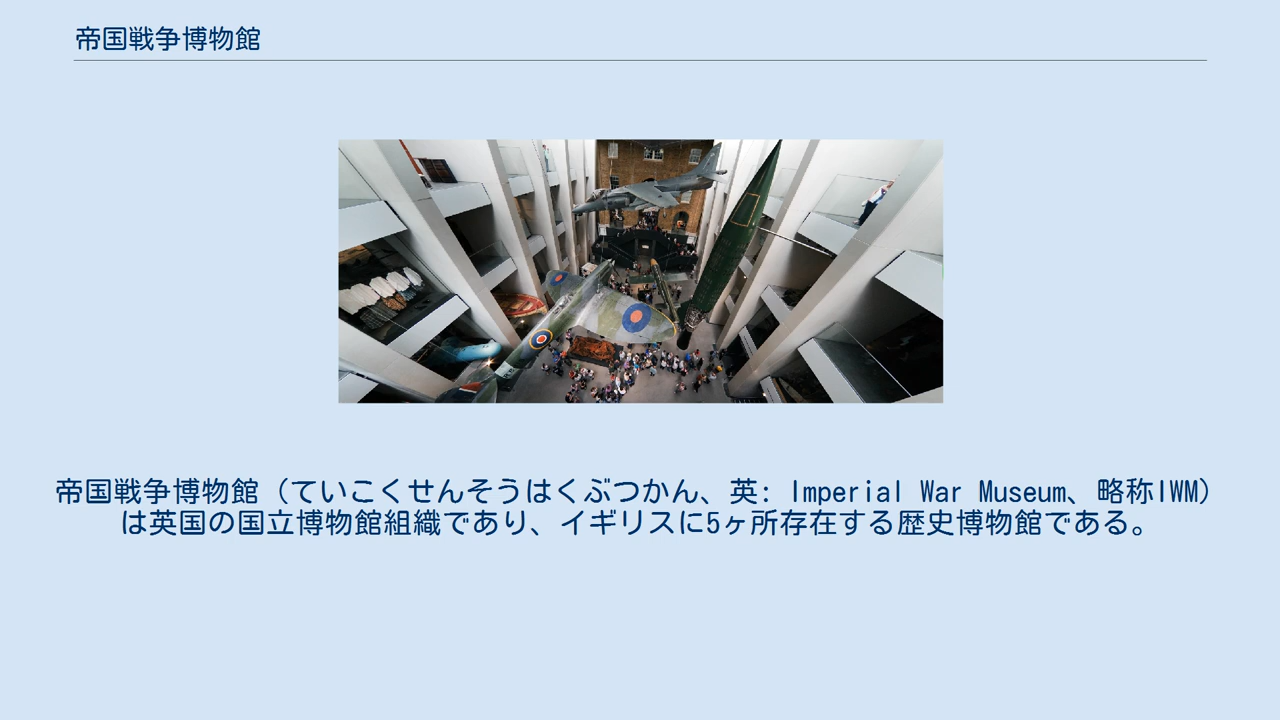 帝国戦争博物館
帝国戦争博物館（ていこくせんそうはくぶつかん、英: Imperial War Museum、略称IWM）
は英国の国立博物館組織であり、イギリスに5ヶ所存在する歴史博物館である。